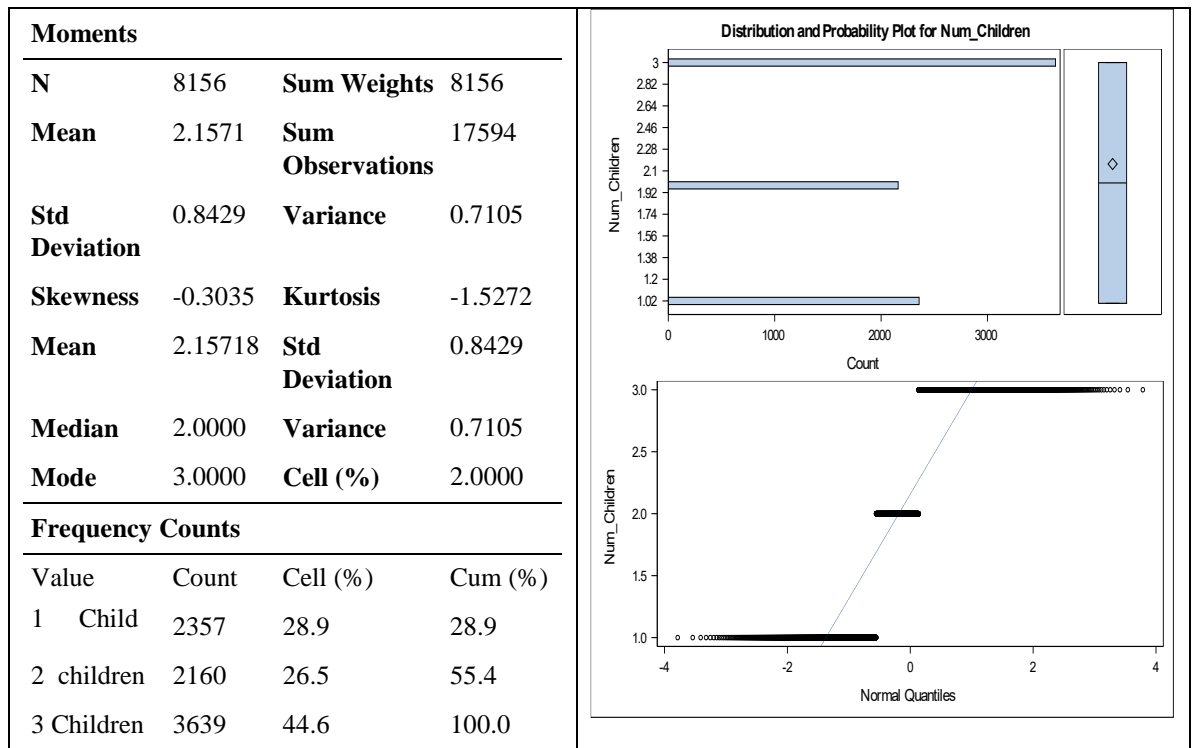 Moments
N 8156 Sum Weights 8156
Mean 2.1571 Sum Observations 17594
Std Deviation 0.8429 Variance 0.7105
Skewness -0.3035 Kurtosis -1.5272
Mean 2.15718 Std Deviation 0.8429
Median 2.0000 Variance 0.7105
Mode 3.0000 Cell (%) 2.0000
Frequency Counts
Value Count Cell (%) Cum (%)
1 Child 2357 28.9 28.9
2 children 2160 26.5 55.4
3 Children 3639 44.6 100.0
Distribution and Probability Plot for Num_Children
Num_Children
3
2.82
2.64
2.46
2.28
2.1
1.92
1.74
1.56
1.38
1.2
1.02
0 1000 2000 3000
Count
Num_Children
3.0
2.5
2.0
1.5
1.0
-4 -2 0 2 4
Normal Quantiles